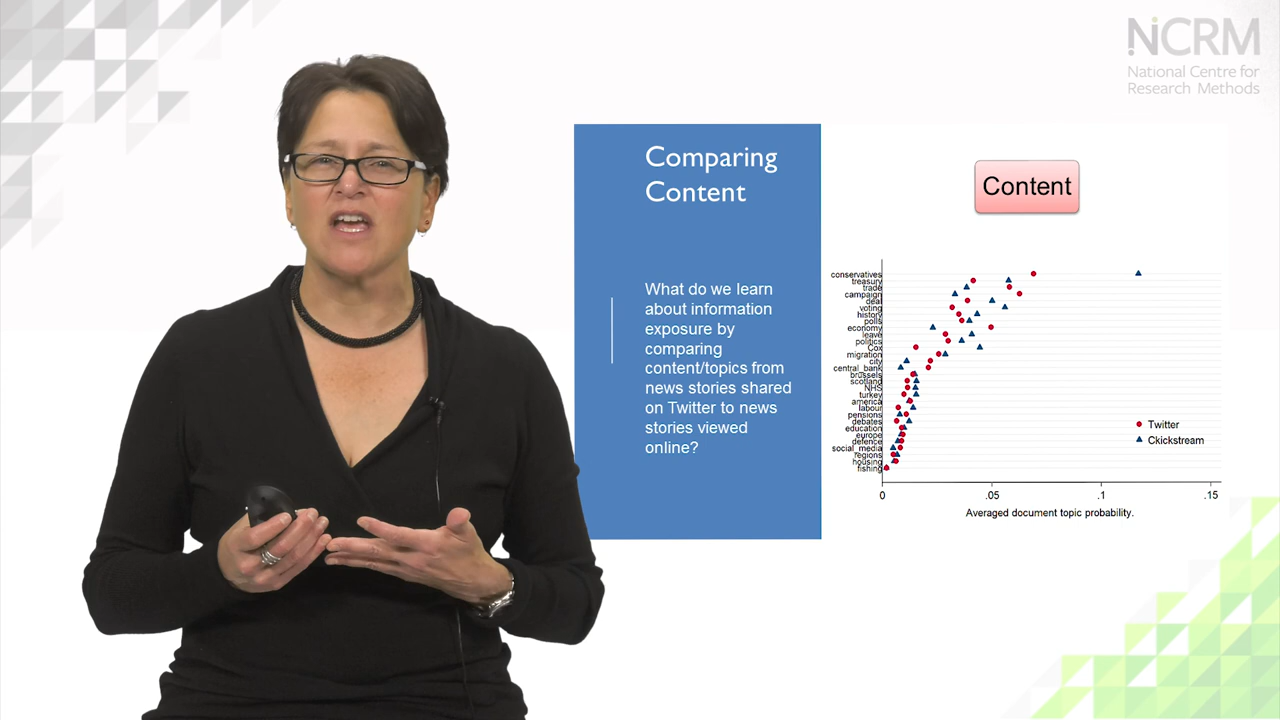 NCRM
National Centre for
Research Methods
Comparing
Content
What do we learn
about information
exposure by
comparing
content/topics from
news stories shared
on Twitter to news
stories viewed
online?
Content
conservatives
treasury
trade
campaign
deal
voting
history
polls
economy
leave
politics
Cox
migration
city
central_bank
brussels
scotland
NHS
turkey
america
labour
pensions
debates
education
europe
defence
social_media
regions
housing
fishing
Twitter
Ckickstream
0 .05 .1 .15
Averaged document topic probability.